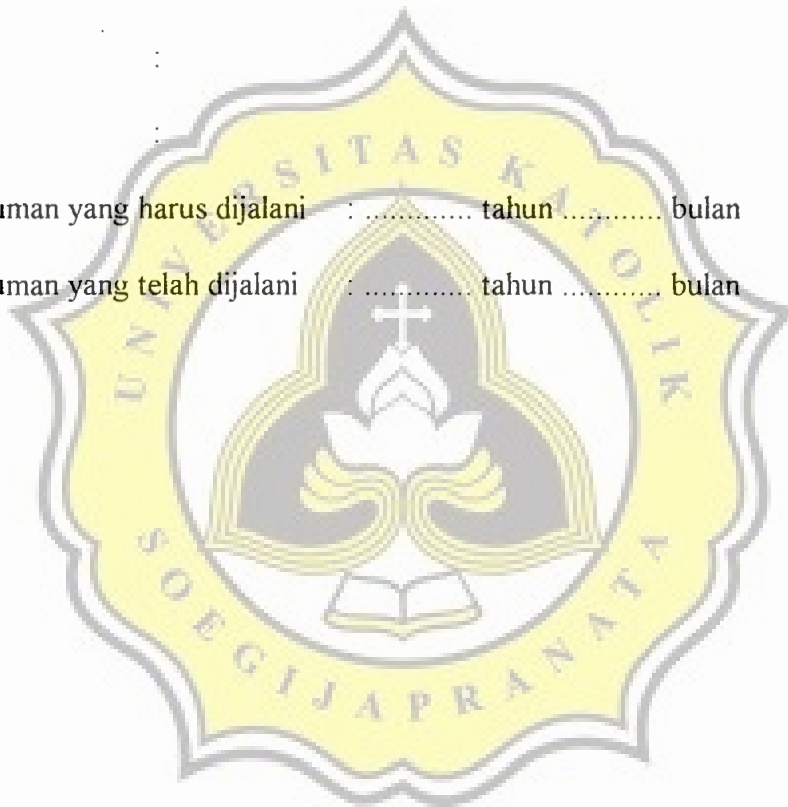 :
:
uman yang harus dijalani : ............. tahun ............ bulan
uman yang telah dijalani : ............. tahun ............ bulan
UNIVERSITAS KATOLIK
SOEGIJAPRANATA